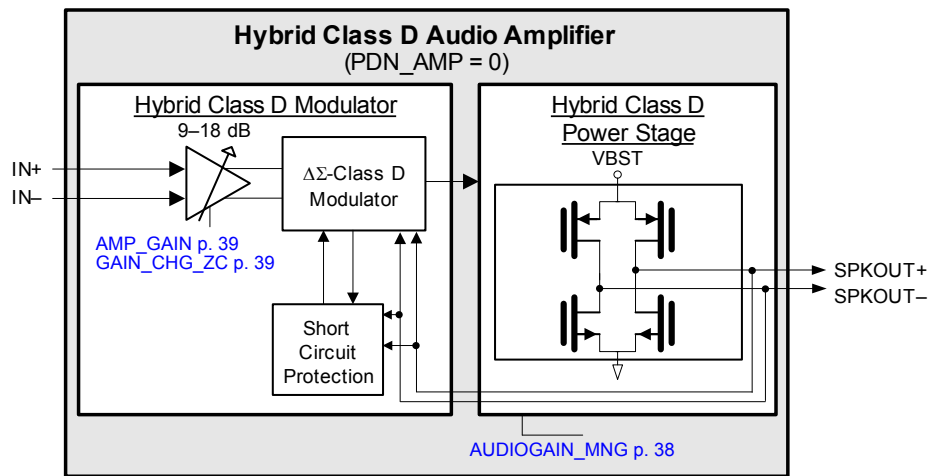 Hybrid Class D Audio Amplifier
(PDN_AMP = 0)
Hybrid Class D Modulator
9–18 dB
IN+
IN–
ΔΣ-Class D
Modulator
AMP_GAIN p. 39
GAIN_CHG_ZC p. 39
Short
Circuit
Protection
Hybrid Class D
Power Stage
VBST
SPKOUT+
SPKOUT–
AUDIOGAIN_MNG p. 38